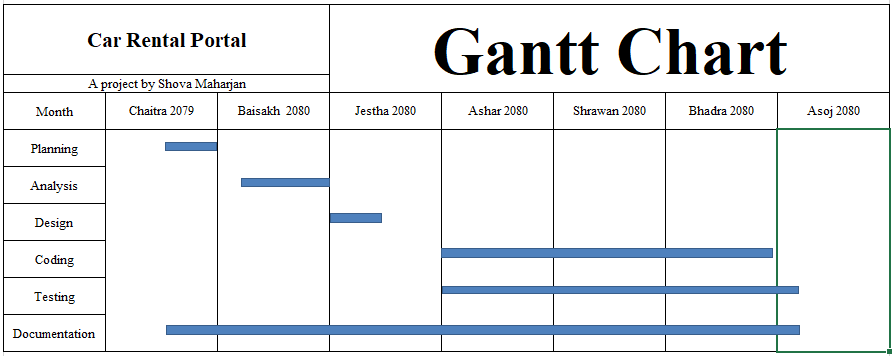 Car Rental Portal
Gantt Chart
A project by Shova Maharjan
Month Chaitra 2079 Baisakh 2080 Jestha 2080 Ashar 2080 Shrawan 2080 Bhadra 2080 Asoj 2080
Planning
Analysis
Design
Coding
Testing
Documentation